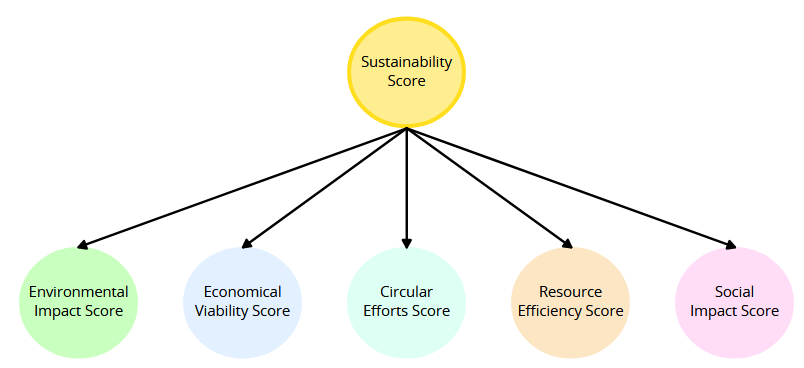 Sustainability
Score
Environmental
Impact Score
Economical
Viability Score
Circular
Efforts Score
Resource
Efficiency Score
Social
Impact Score